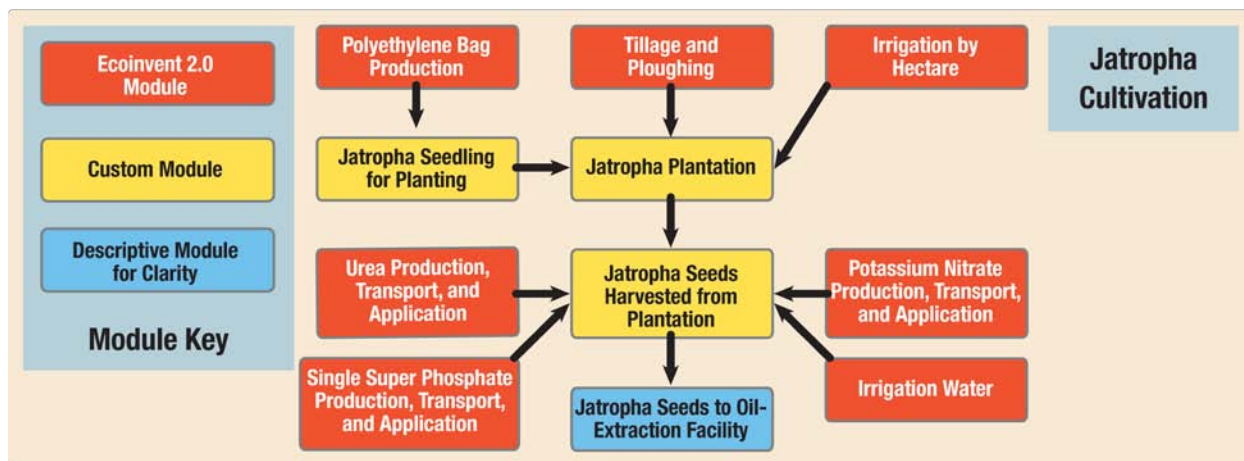 Ecoinvent 2.0
Module
Custom Module
Descriptive Module
for Clarity
Module Key
Polyethylene Bag
Production
Tillage and
Ploughing
Irrigation by
Hectare
Jatropha
Cultivation
Jatropha Seedling
for Planting
Jatropha Plantation
Urea Production,
Transport, and
Application
Jatropha Seeds
Harvested from
Plantation
Potassium Nitrate
Production, Transport,
and Application
Single Super Phosphate
Production, Transport,
and Application
Jatropha Seeds to Oil-
Extraction Facility
Irrigation Water